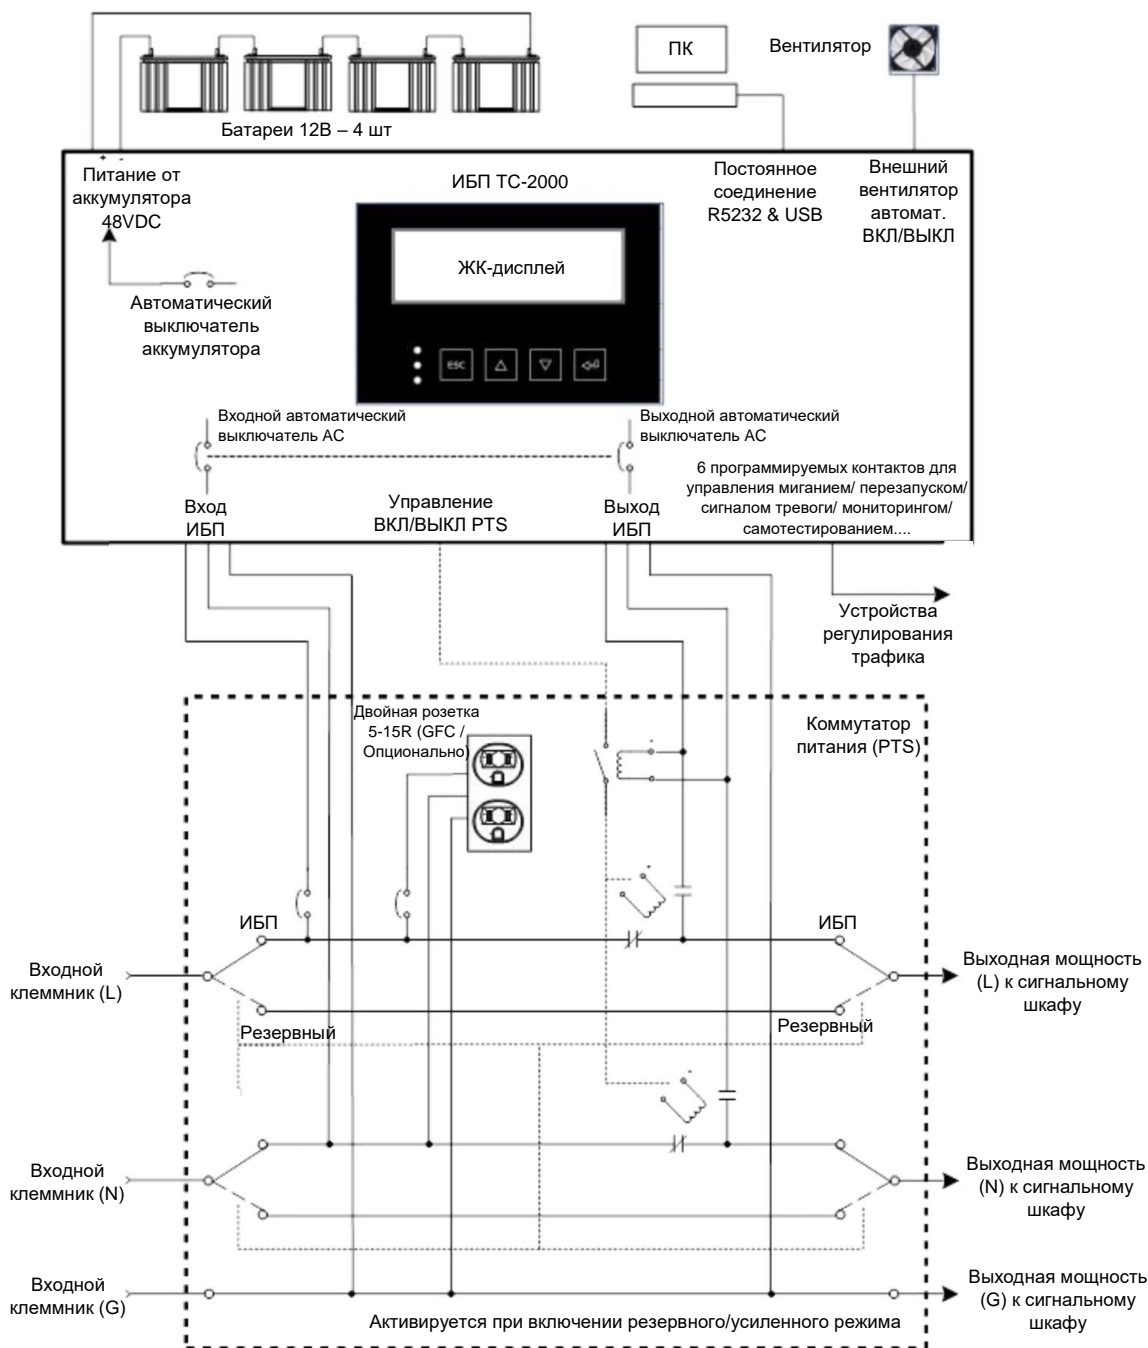 ПК
Вентилятор
Батареи 12В – 4 шт
+ -
Питание от
аккумулятора
48VDC
ИБП ТС-2000
Постоянное
соединение
R5232 & USB
Внешний
вентилятор
автомат.
ВКЛ/ВЫКЛ
ЖК-дисплей
Автоматический
выключатель
аккумулятора
ESC
Входной автоматический
выключатель АС
Выходной автоматический
выключатель АС
6 программируемых контактов для
управления миганием/ перезапуском/
сигналом тревоги/ мониторингом/
самотестированием....
Вход
ИБП
Управление
ВКЛ/ВЫКЛ PTS
Выход
ИБП
Устройства
регулирования
трафика
Двойная розетка
5-15R (GFC /
Опционально)
Коммутатор
питания (PTS)
ИБП
ИБП
Входной
клеммник (L)
Выходная мощность
(L) к сигнальному
шкафу
Резервный
Резервный
Входной
клеммник (N)
Выходная мощность
(N) к сигнальному
шкафу
Входной
клеммник (G)
Выходная мощность
(G) к сигнальному
шкафу
Активируется при включении резервного/усиленного режима